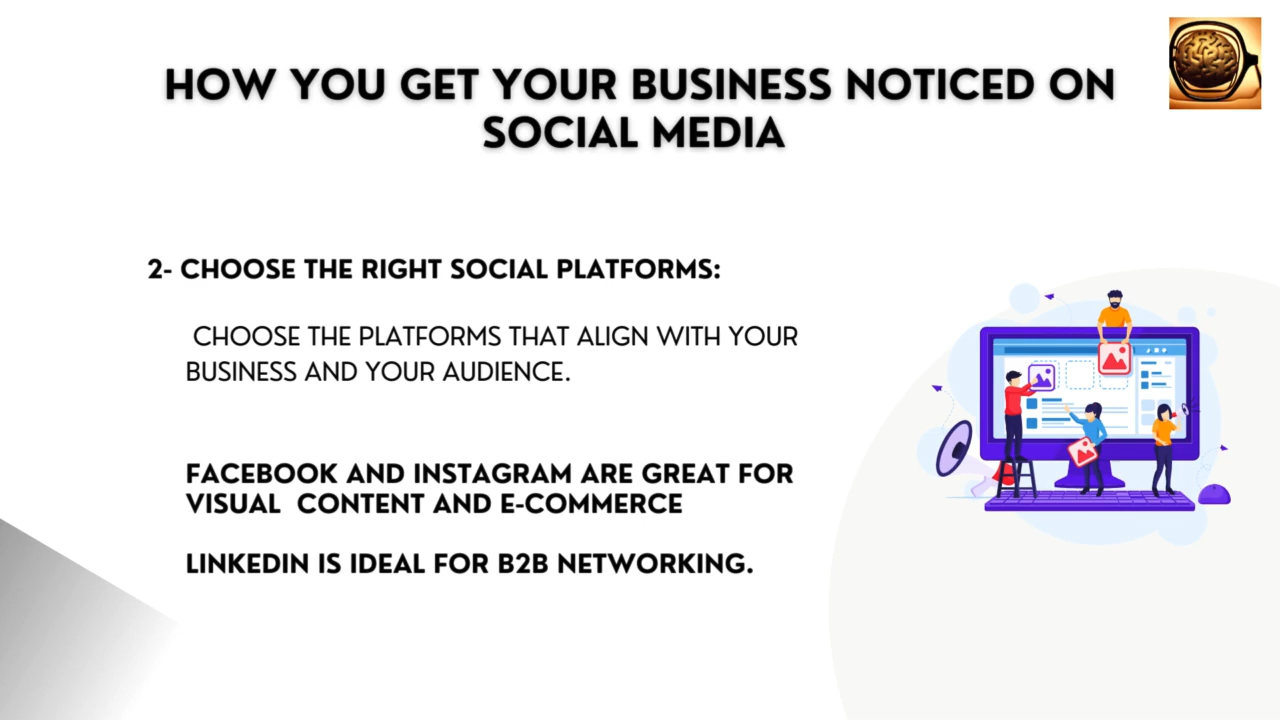 HOW YOU GET YOUR BUSINESS NOTICED ON
SOCIAL MEDIA
2- CHOOSE THE RIGHT SOCIAL PLATFORMS:
CHOOSE THE PLATFORMS THAT ALIGN WITH YOUR
BUSINESS AND YOUR AUDIENCE.
FACEBOOK AND INSTAGRAM ARE GREAT FOR
VISUAL  CONTENT AND E-COMMERCE
LINKEDIN IS IDEAL FOR B2B NETWORKING.